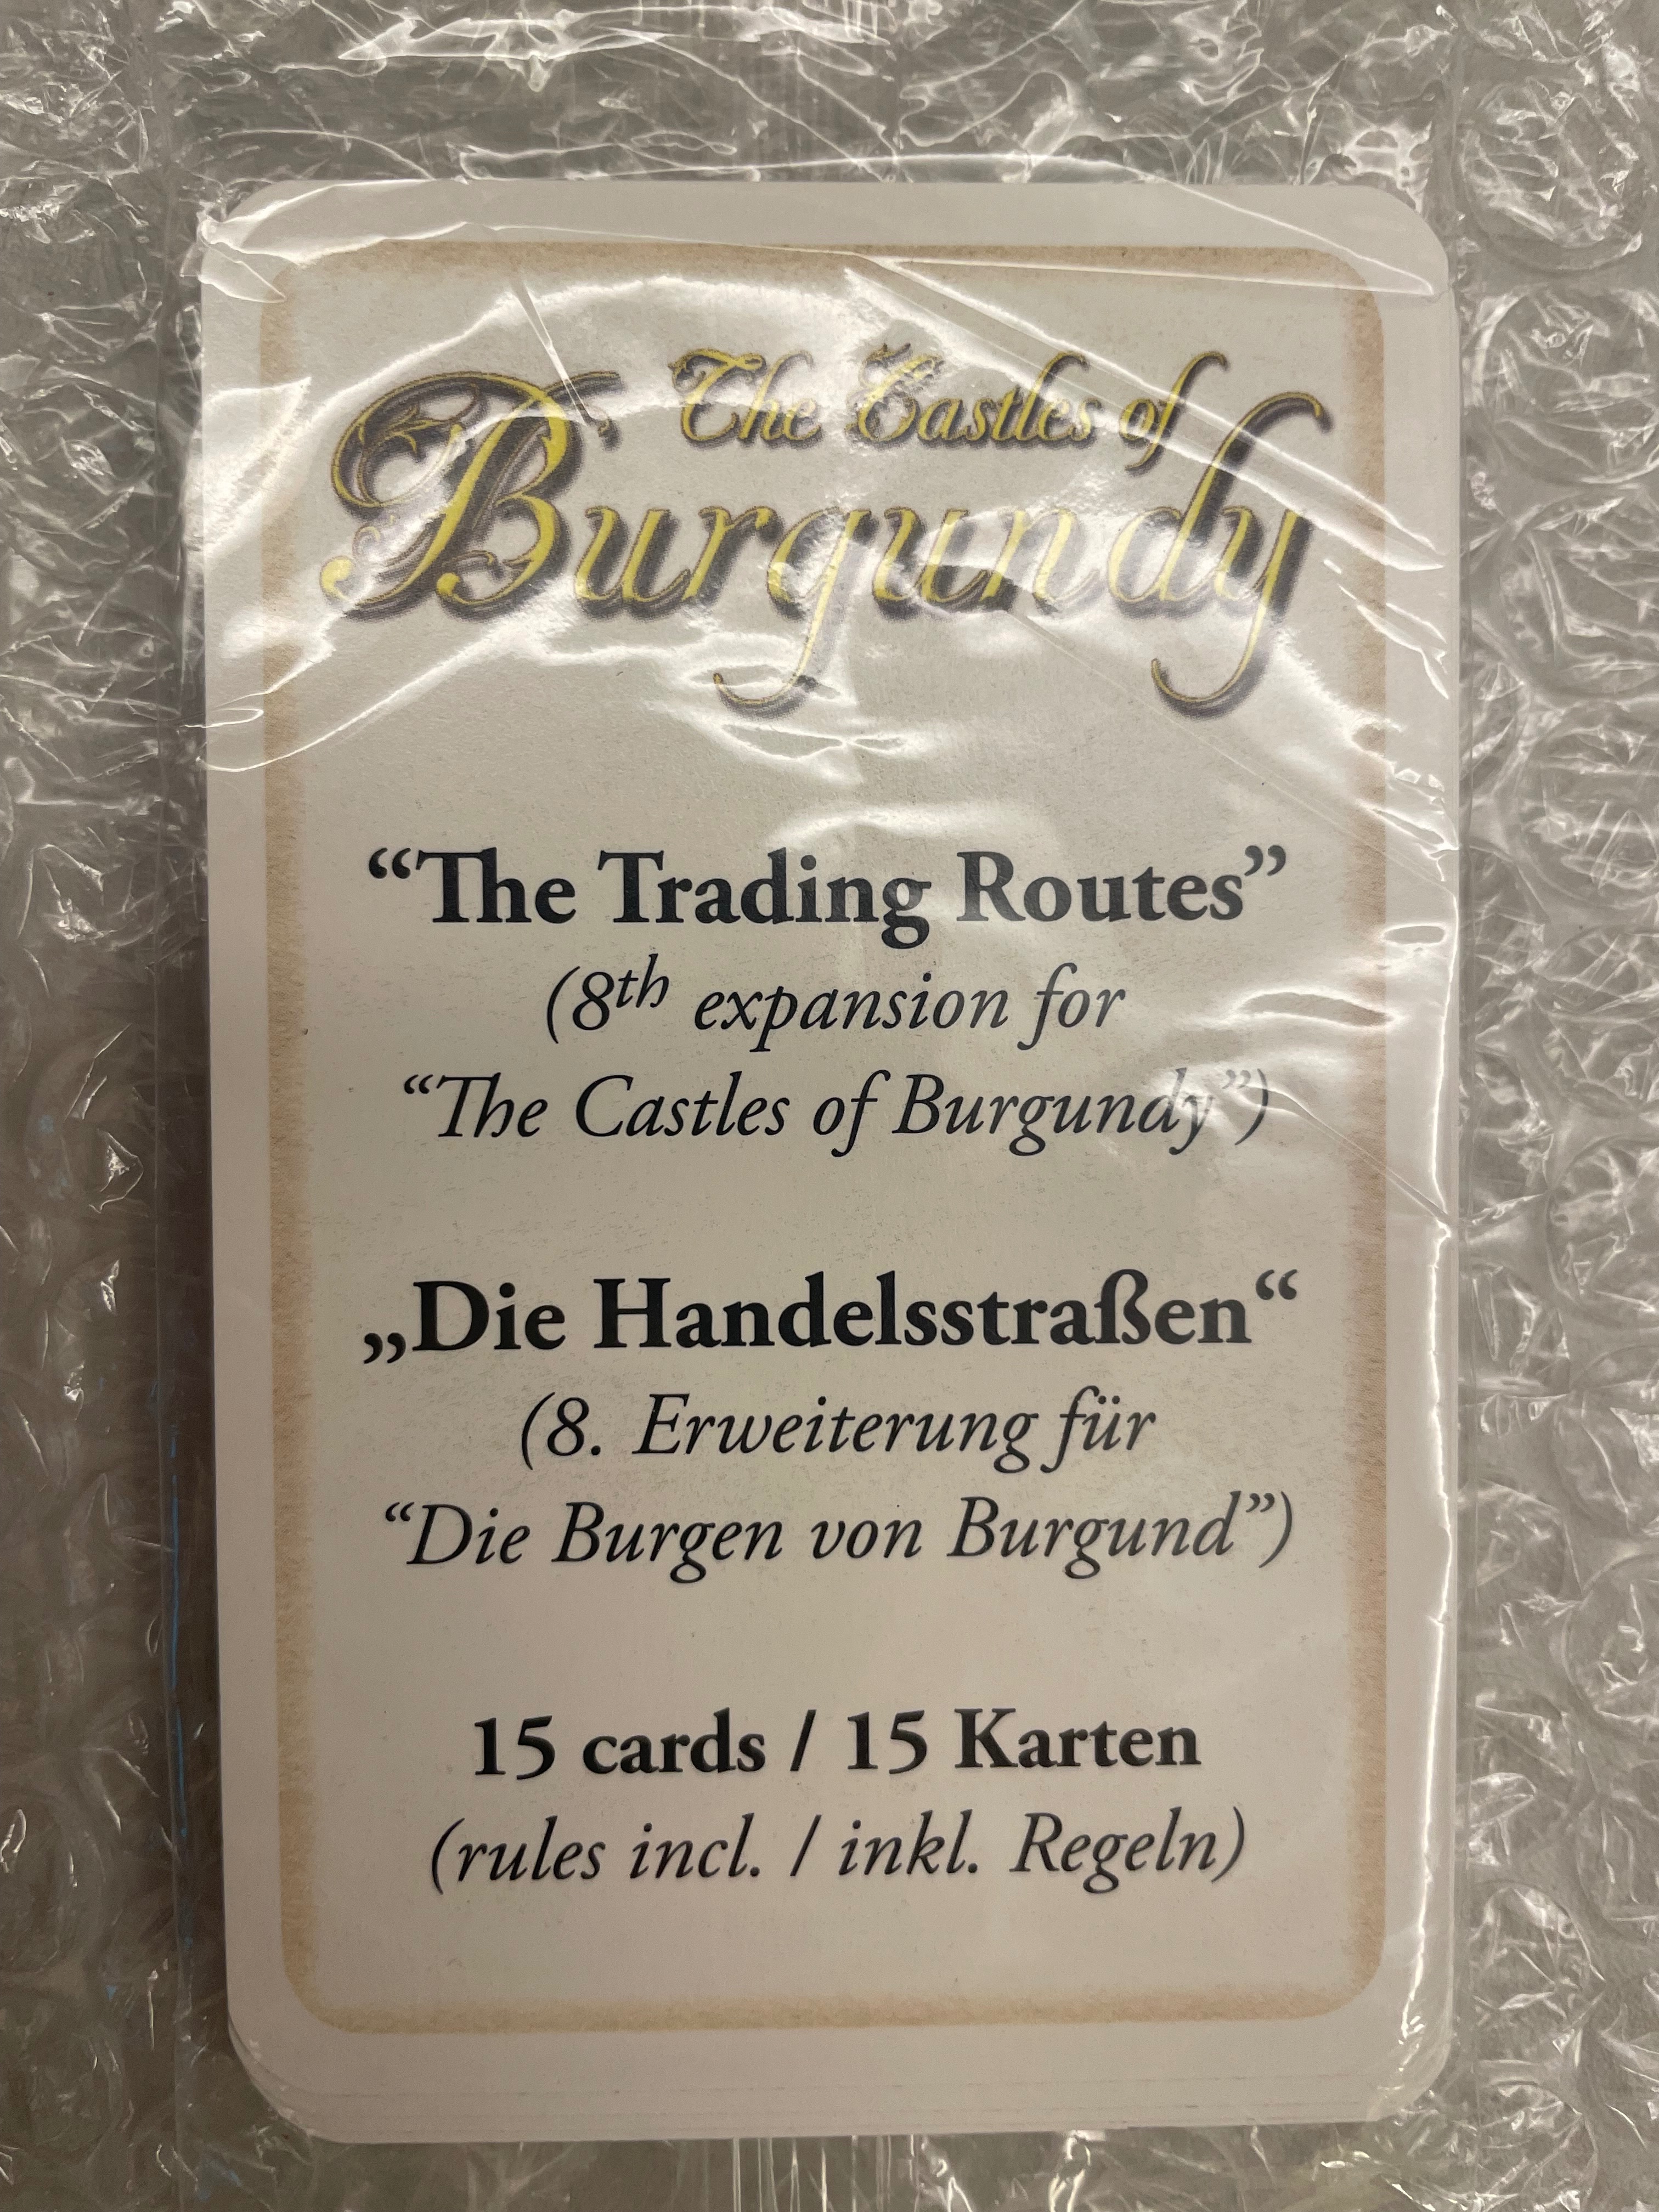 The Castles of
Burgundy
“The Trading Routes”
(8th expansion for
“The Castles of Burgundy”)
„Die Handelsstraßen“
(8. Erweiterung für
“Die Burgen von Burgund”)
15 cards / 15 Karten
(rules incl. / inkl. Regeln)